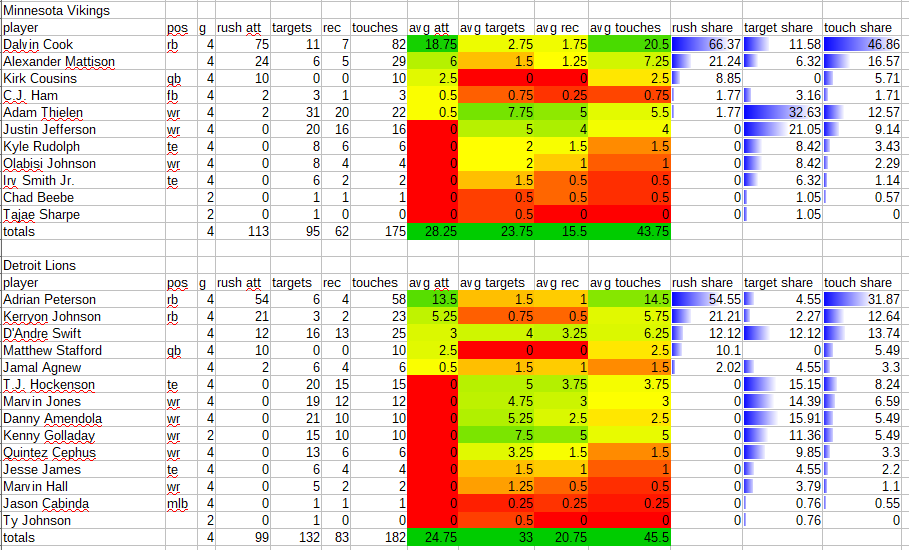 Minnesota Vikings
player pos g rush att targets rec touches avg att avg targets avg rec avg touches rush share target share touch share
Dalvin Cook rb 4 75 11 7 82 18.75 2.75 1.75 20.5 66.37 11.58 46.86
Alexander Mattison 4 24 6 5 29 6 1.5 1.25 7.25 21.24 6.32 16.57
Kirk Cousins qb 4 10 0 0 10 2.5 0 0 2.5 8.85 0 5.71
C.J. Ham fb 4 2 3 1 3 0.5 0.75 0.25 0.75 1.77 3.16 1.71
Adam Thielen wr 4 2 31 20 22 0.5 7.75 5 5.5 1.77 32.63 12.57
Justin Jefferson wr 4 0 20 16 16 0 5 4 4 0 21.05 9.14
Kyle Rudolph te 4 0 8 6 6 0 2 1.5 1.5 0 8.42 3.43
Olabisi Johnson wr 4 0 8 4 4 0 2 1 1 0 8.42 2.29
Irv Smith Jr. te 4 0 6 2 2 0 1.5 0.5 0.5 0 6.32 1.14
Chad Beebe 2 0 1 1 1 0 0.5 0.5 0.5 0 1.05 0.57
Tajae Sharpe 2 0 1 0 0 0 0.5 0 0 0 1.05 0
totals 4 113 95 62 175 28.25 23.75 15.5 43.75
Detroit Lions
player pos g rush att targets rec touches avg att avg targets avg rec avg touches rush share target share touch share
Adrian Peterson rb 4 54 6 4 58 13.5 1.5 1 14.5 54.55 4.55 31.87
Kerryon Johnson rb 4 21 3 2 23 5.25 0.75 0.5 5.75 21.21 2.27 12.64
D'Andre Swift 4 12 16 13 25 3 4 3.25 6.25 12.12 12.12 13.74
Matthew Stafford qb 4 10 0 0 10 2.5 0 0 2.5 10.1 0 5.49
Jamal Agnew 4 2 6 4 6 0.5 1.5 1 1.5 2.02 4.55 3.3
T.J. Hockenson te 4 0 20 15 15 0 5 3.75 3.75 0 15.15 8.24
Marvin Jones wr 4 0 19 12 12 0 4.75 3 3 0 14.39 6.59
Danny Amendola wr 4 0 21 10 10 0 5.25 2.5 2.5 0 15.91 5.49
Kenny Golladay wr 2 0 15 10 10 0 7.5 5 5 0 11.36 5.49
Quintez Cephus wr 4 0 13 6 6 0 3.25 1.5 1.5 0 9.85 3.3
Jesse James te 4 0 6 4 4 0 1.5 1 1 0 4.55 2.2
Marvin Hall wr 4 0 5 2 2 0 1.25 0.5 0.5 0 3.79 1.1
Jason Cabinda mlb 4 0 1 1 1 0 0.25 0.25 0.25 0 0.76 0.55
Ty Johnson 2 0 1 0 0 0 0.5 0 0 0 0.76 0
totals 4 99 132 83 182 24.75 33 20.75 45.5